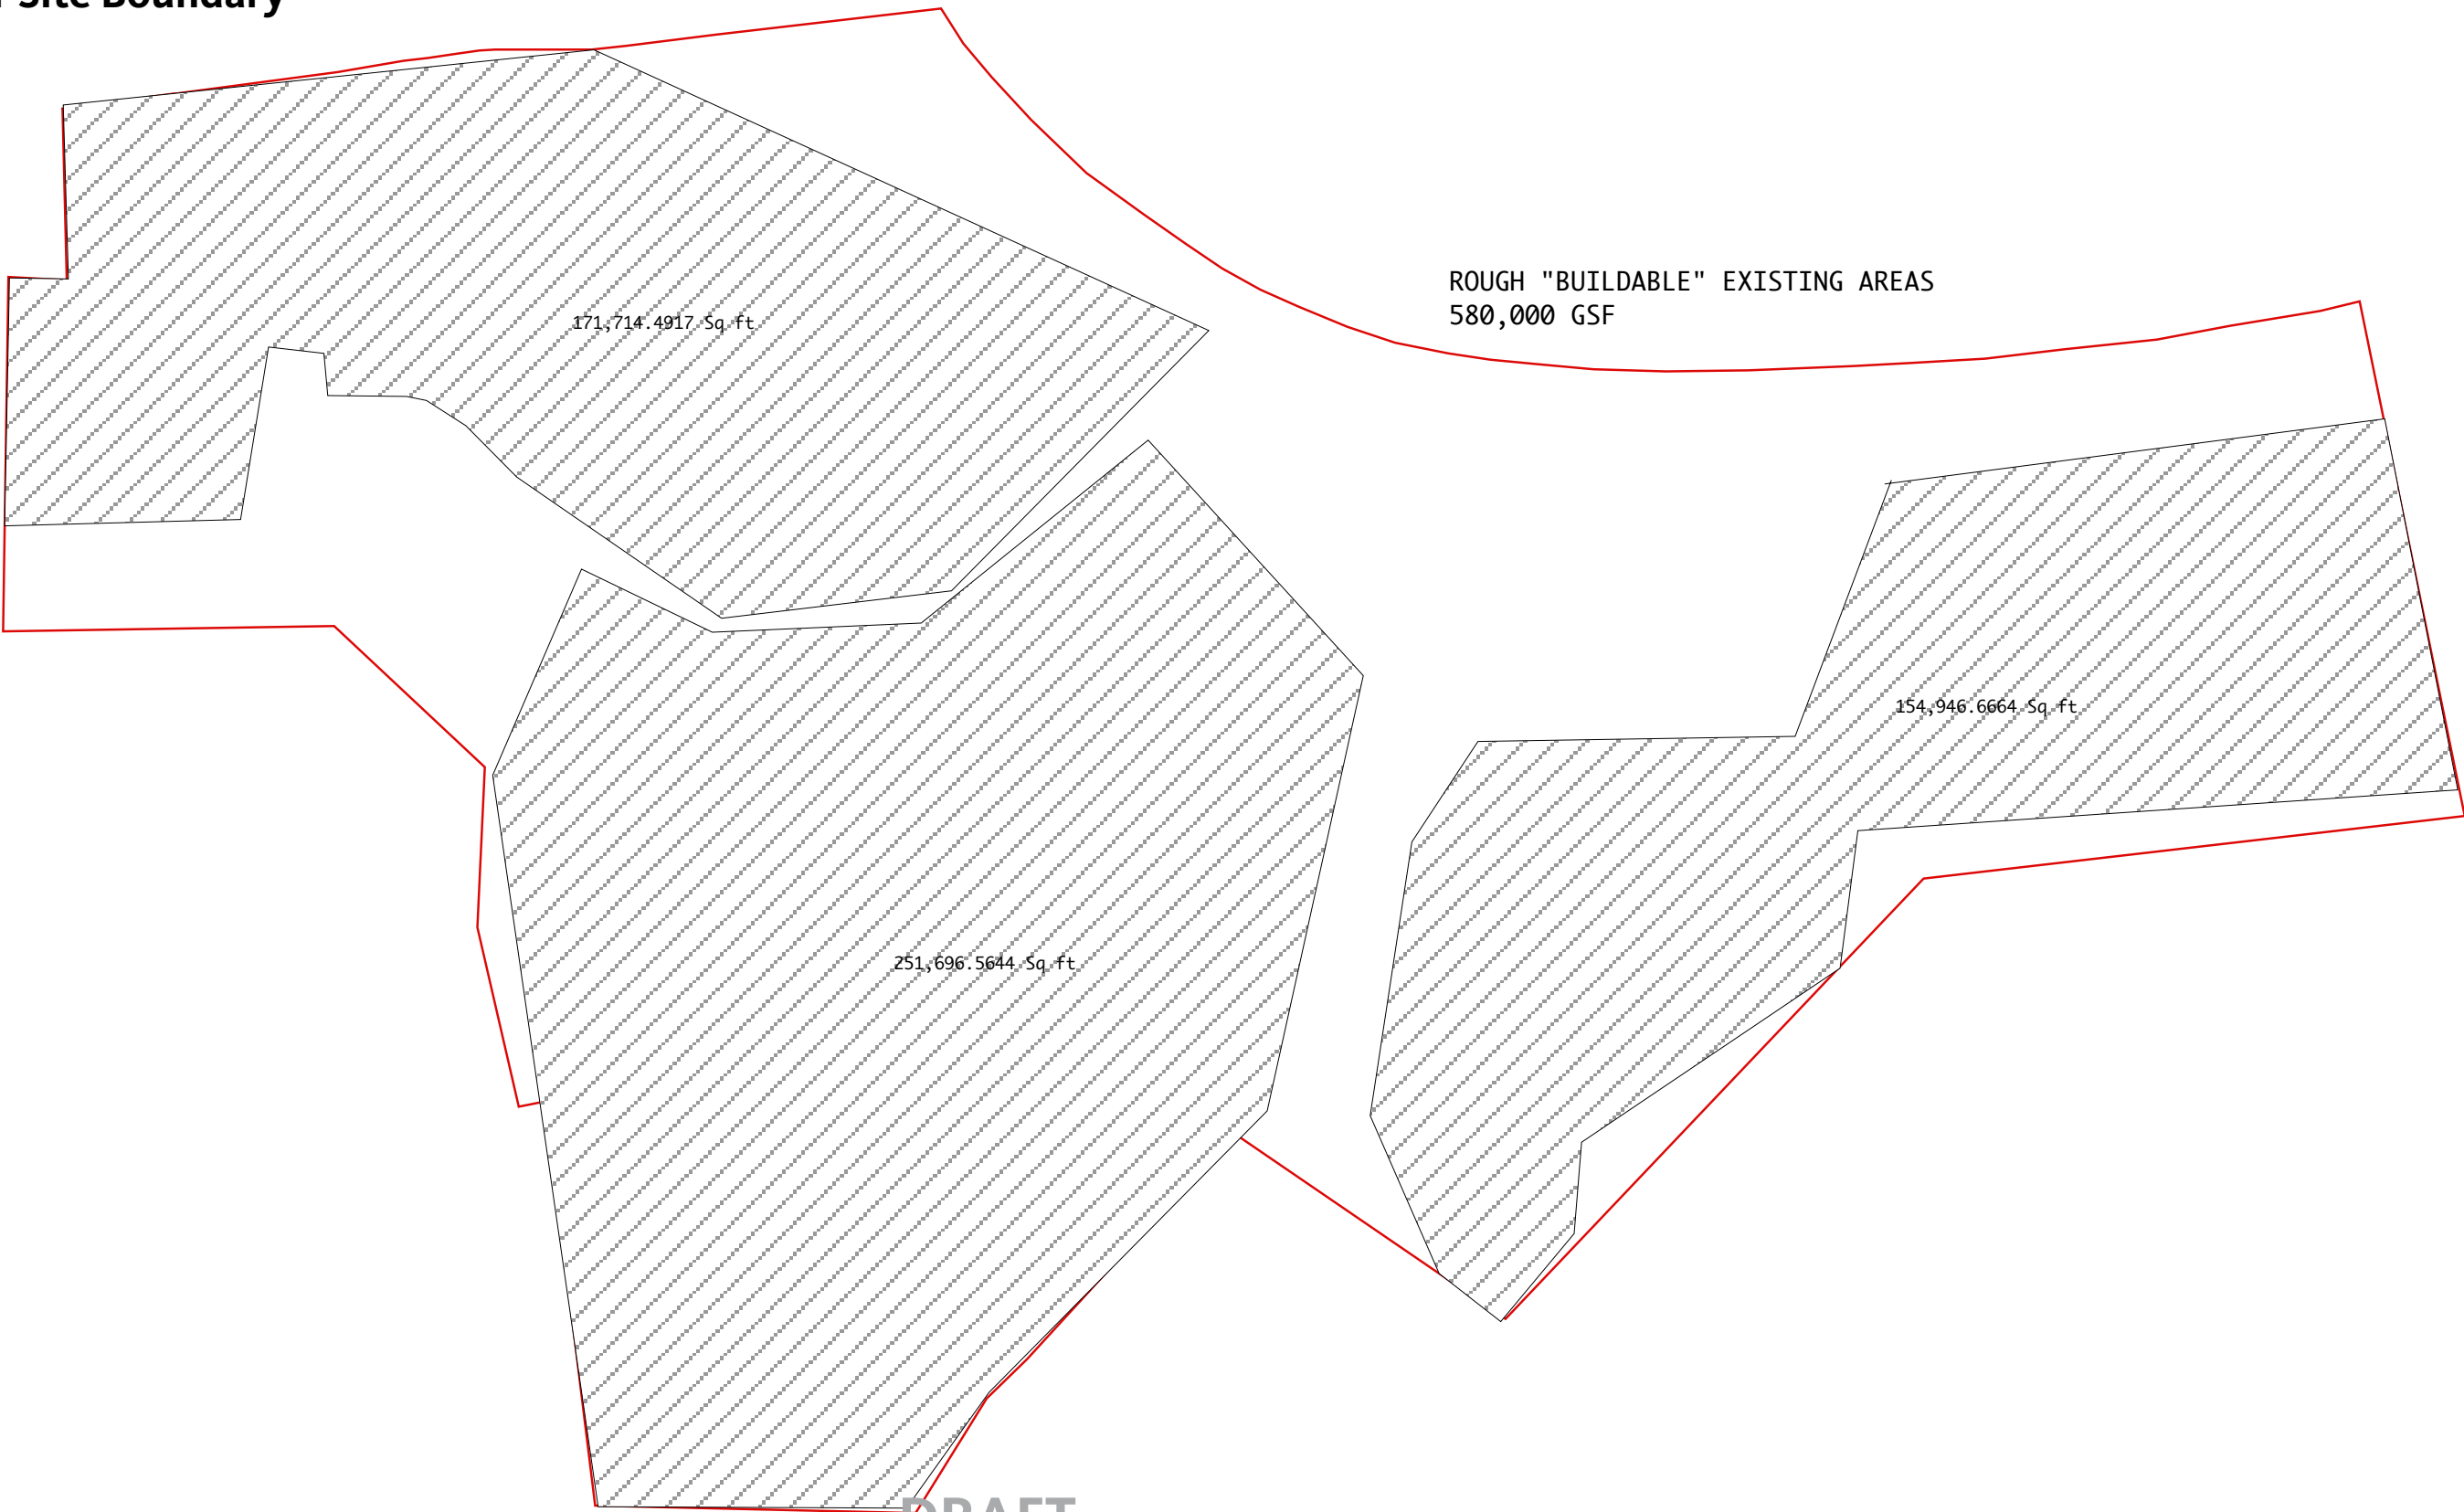 Site Boundary
ROUGH "BUILDABLE" EXISTING AREAS
580,000 GSF
171,714.4917 Sq ft
154,946.6664 Sq ft
251,696.5644 Sq ft
DRAFT